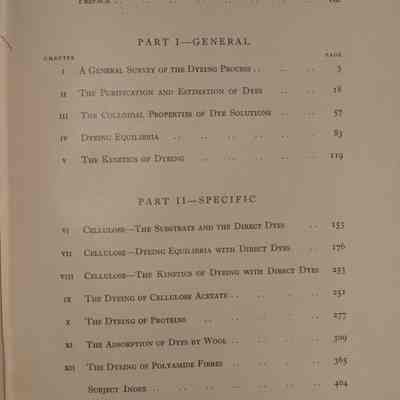 PREFACE . . . . . .
PART I—GENERAL
CHAPTER PAGE
I A GENERAL SURVEY OF THE DYEING PROCESS . . . . . . 3
II THE PURIFICATION AND ESTIMATION OF DYES . . . . 18
III THE COLLOIDAL PROPERTIES OF DYE SOLUTIONS . . . . 57
IV DYEING EQUILIBRIA . . . . . . . . 83
V THE KINETICS OF DYEING . . . . . . . . 119
PART II—SPECIFIC
VI CELLULOSE—THE SUBSTRATE AND THE DIRECT DYES . . 155
VII CELLULOSE—DYEING EQUILIBRIA WITH DIRECT DYES . . 176
VIII CELLULOSE—THE KINETICS OF DYEING WITH DIRECT DYES 233
IX THE DYEING OF CELLULOSE ACETATE . . . . . . 251
X THE DYEING OF PROTEINS . . . . . . . . 277
XI THE ADSORPTION OF DYES BY WOOL . . . . . . 309
XII THE DYEING OF POLYAMIDE FIBRES . . . . . . 365
SUBJECT INDEX . . . . . . . . . . 404